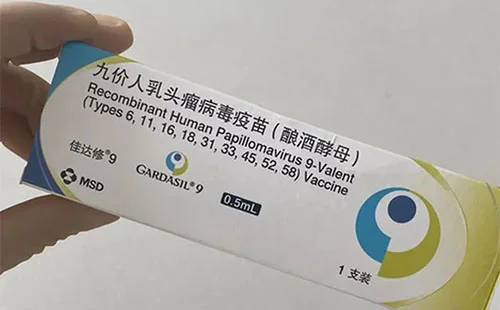 九价人乳头瘤病毒疫苗（酿酒酵母）
Recombinant Human Papillomavirus 9-Valent
(Types 6, 11, 16, 18, 31, 33, 45, 52, 58) Vaccine
佳达修®9
GARDASIL®9
MSD
0.5mL
1支装